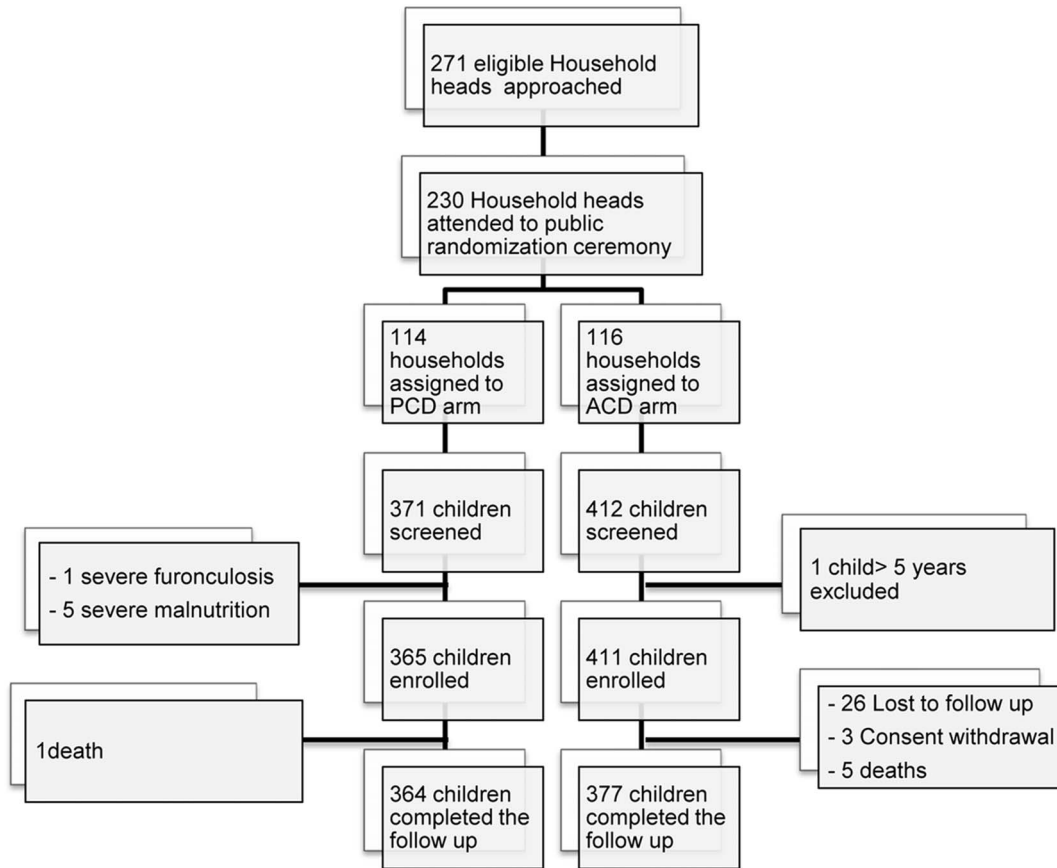 271 eligible Household
heads approached
230 Household heads
attended to public
randomization ceremony
114
households
assigned to
PCD arm
116
households
assigned to
ACD arm
371 children
screened
412 children
screened
- 1 severe furonculosis
- 5 severe malnutrition
1 child> 5 years
excluded
365 children
enrolled
411 children
enrolled
1death
- 26 Lost to follow up
- 3 Consent withdrawal
- 5 deaths
364 children
completed the
follow up
377 children
completed the
follow up